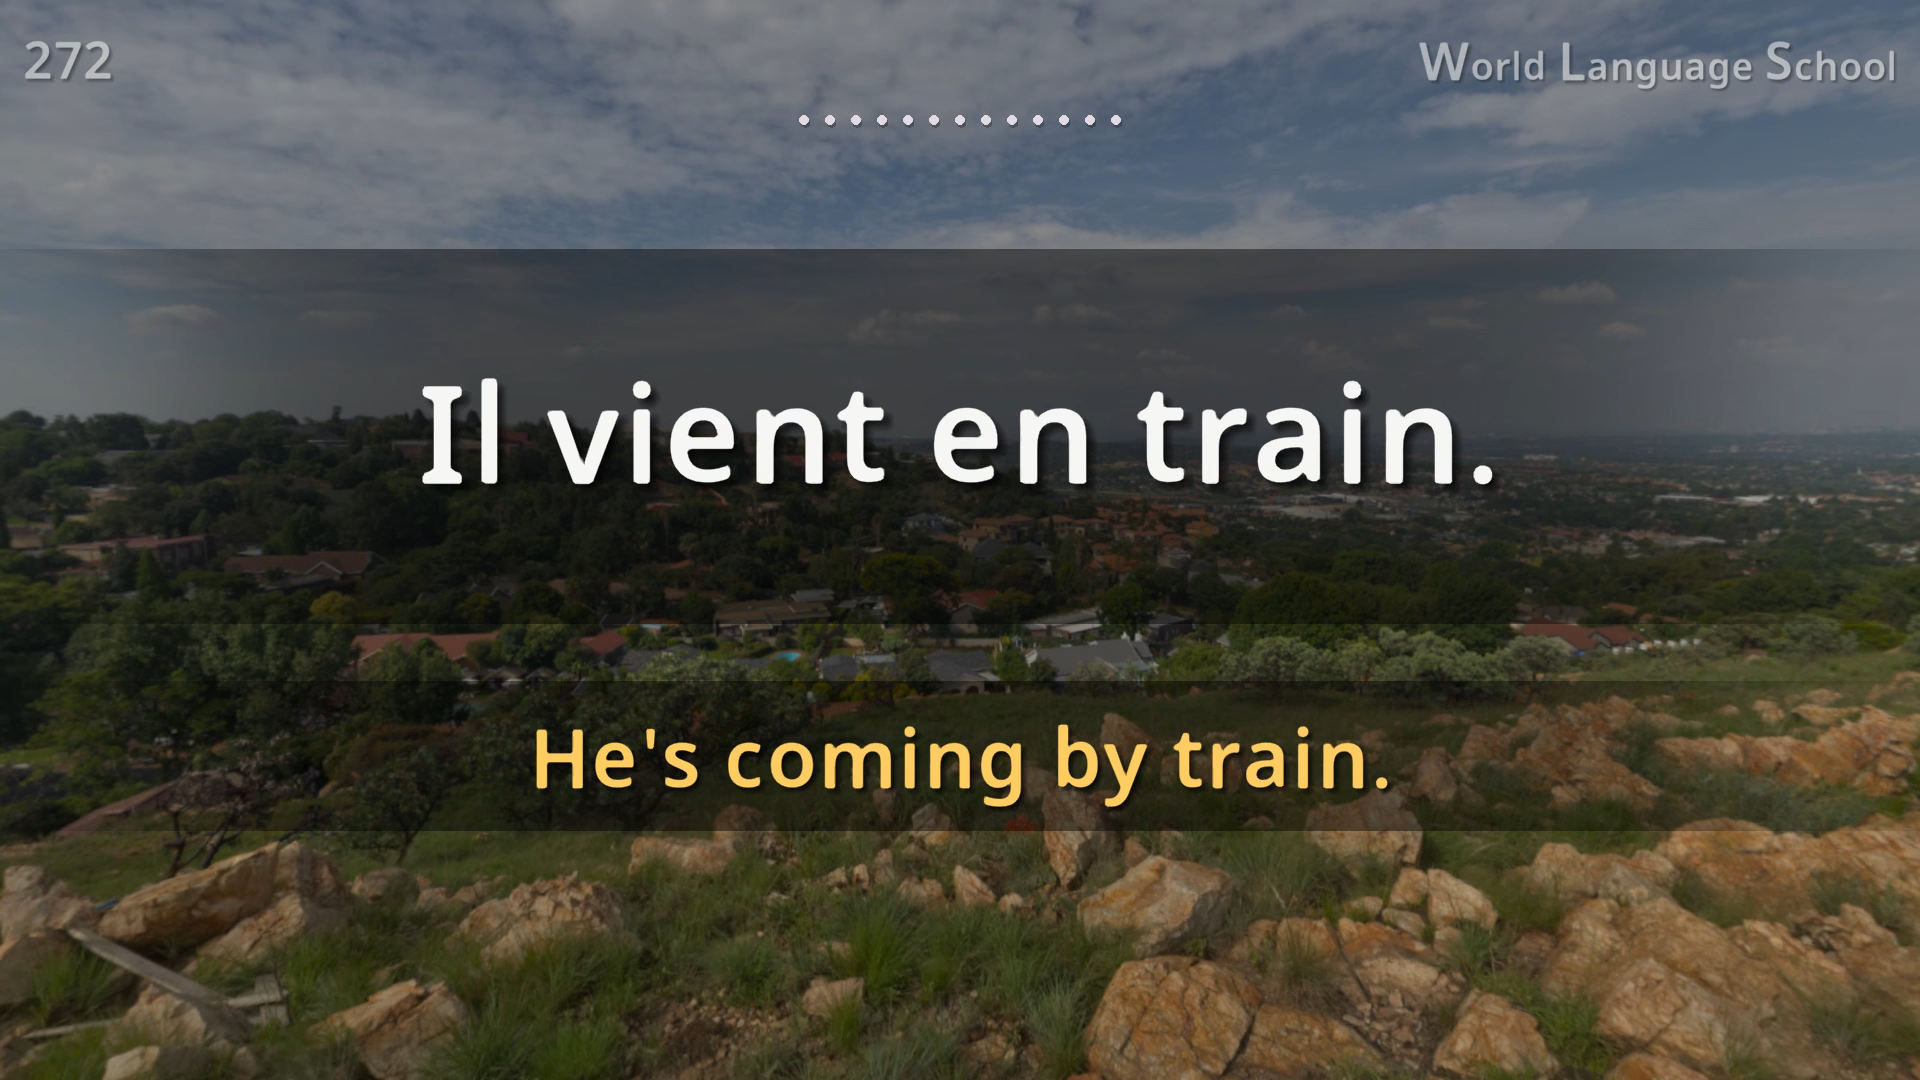 272
World Language School
Il vient en train.
He's coming by train.